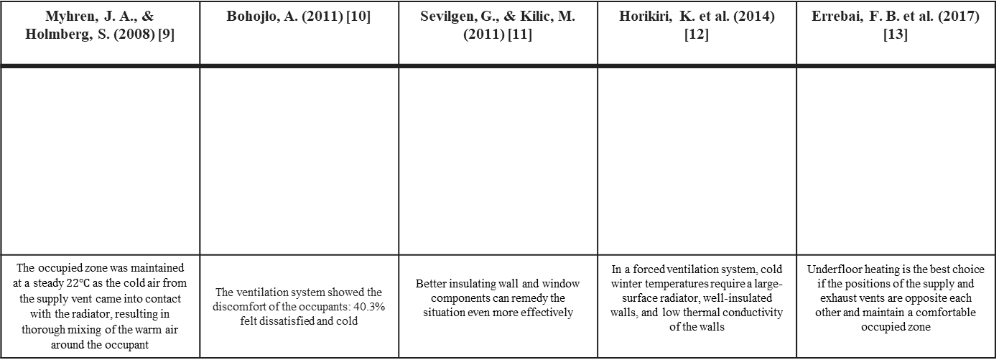 Myhren, J. A., &
Holmberg, S. (2008) [9]
Bohojło, A. (2011) [10]
Sevilgen, G., & Kilic, M.
(2011) [11]
Horikiri, K. et al. (2014)
[12]
Errebai, F. B. et al. (2017)
[13]
The occupied zone was maintained
at a steady 22℃ as the cold air from
the supply vent came into contact
with the radiator, resulting in
thorough mixing of the warm air
around the occupant
The ventilation system showed the
discomfort of the occupants: 40.3%
felt dissatisfied and cold
Better insulating wall and window
components can remedy the
situation even more effectively
In a forced ventilation system, cold
winter temperatures require a large-
surface radiator, well-insulated
walls, and low thermal conductivity
of the walls
Underfloor heating is the best choice
if the positions of the supply and
exhaust vents are opposite each
other and maintain a comfortable
occupied zone